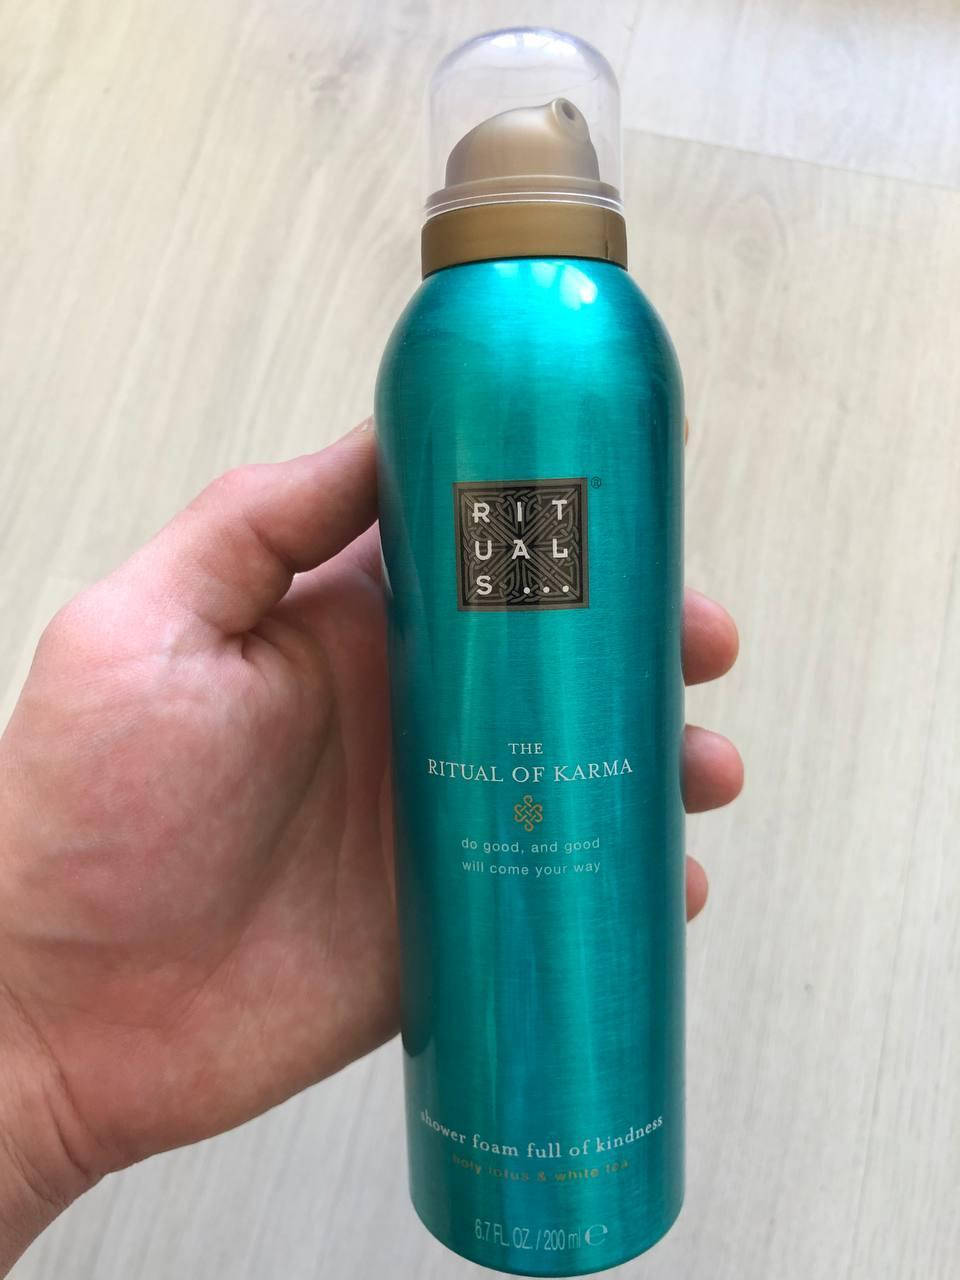 RIT
UAL
S...
®
THE
RITUAL OF KARMA
do good, and good
will come your way
shower foam full of kindness
holy lotus & white tea
6.7 FL. OZ. / 200 ml ℮